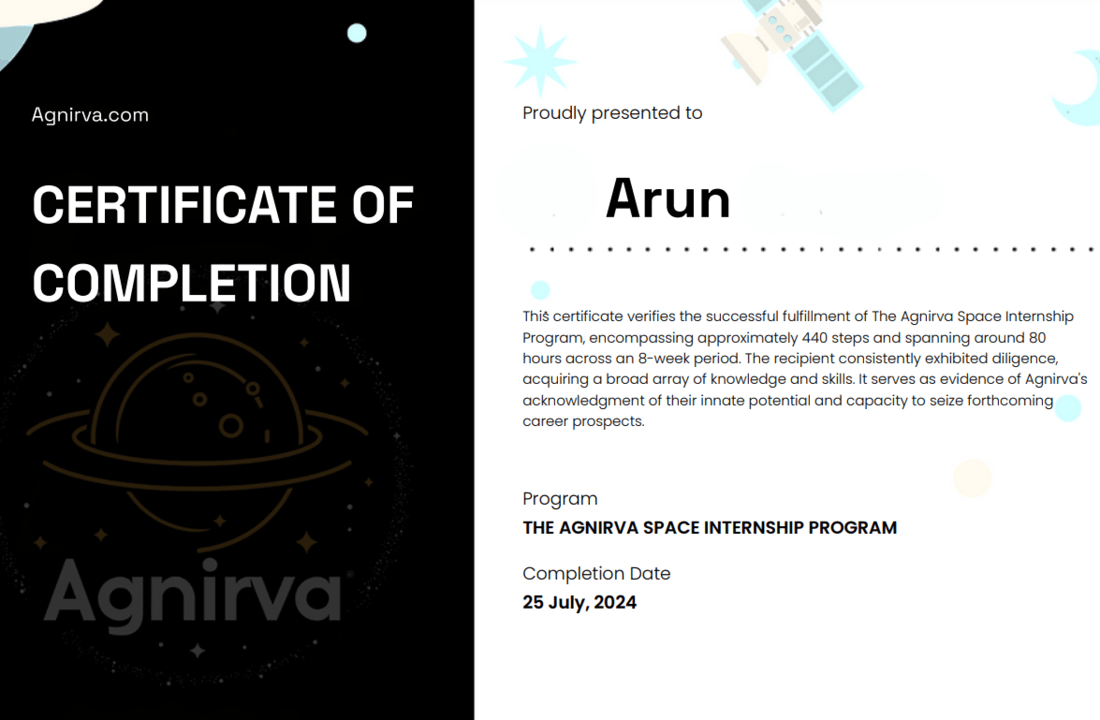 Agnirva.com
CERTIFICATE OF
COMPLETION
Agnirva
Proudly presented to
Arun
This certificate verifies the successful fulfillment of The Agnirva Space Internship
Program, encompassing approximately 440 steps and spanning around 80
hours across an 8-week period. The recipient consistently exhibited diligence,
acquiring a broad array of knowledge and skills. It serves as evidence of Agnirva's
acknowledgment of their innate potential and capacity to seize forthcoming
career prospects.
Program
THE AGNIRVA SPACE INTERNSHIP PROGRAM
Completion Date
25 July, 2024